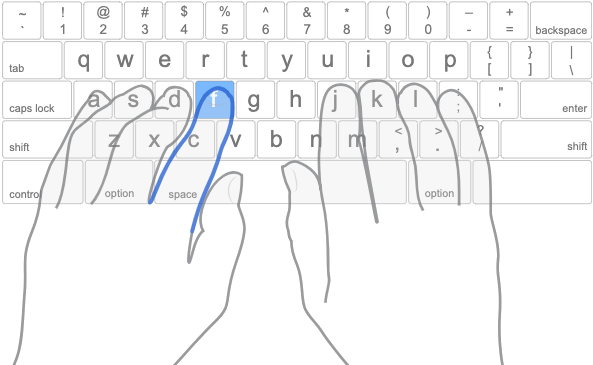 ~ ! @ # $ % ^ & * ( ) – +
` 1 2 3 4 5 6 7 8 9 0 - = backspace
tab q w e r t y u i o p { [ } ] | \
caps lock a s d f g h j k l : ; " ' enter
shift z x c v b n m < , > . ? / shift
control option space option